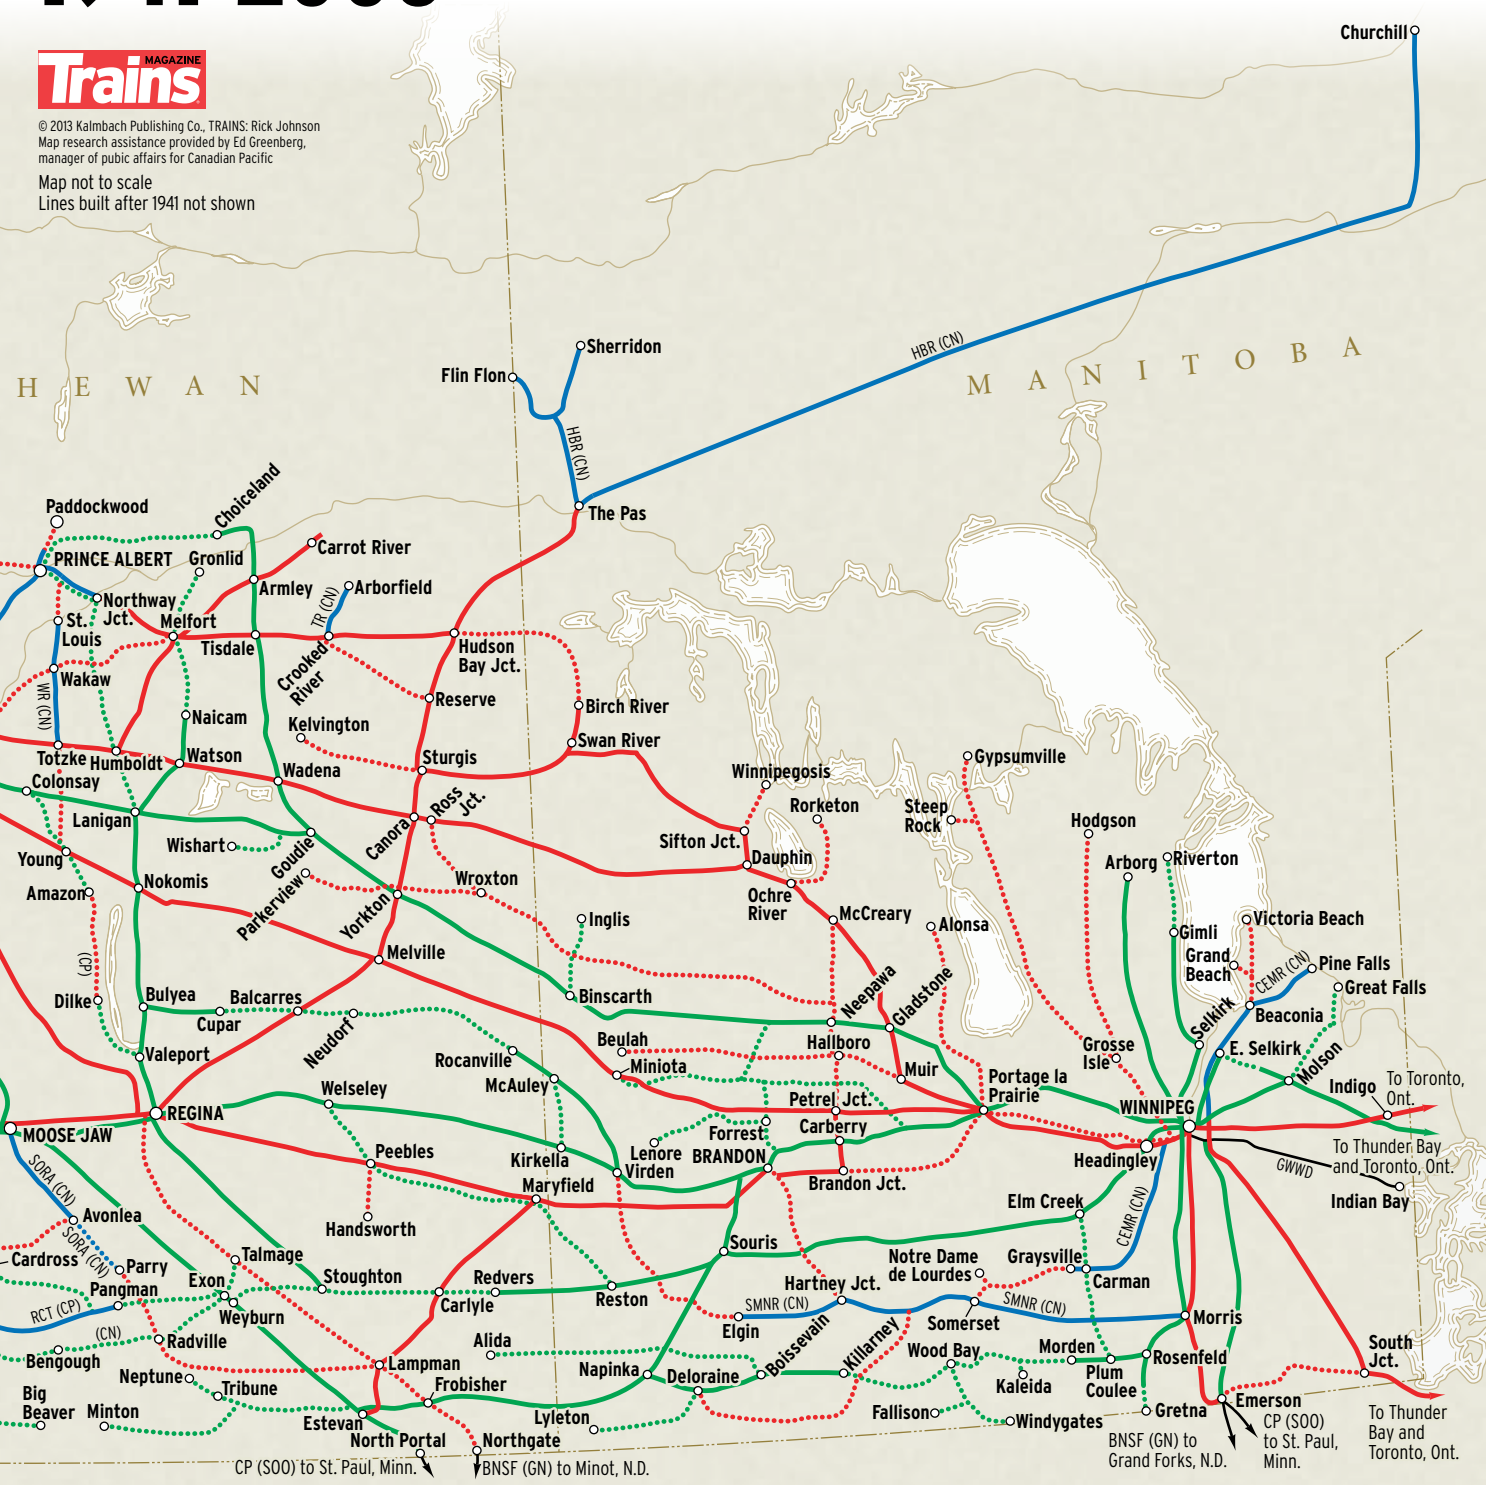 Trains
MAGAZINE
© 2013 Kalmbach Publishing Co., TRAINS: Rick Johnson
Map research assistance provided by Ed Greenberg,
manager of pubic affairs for Canadian Pacific
Map not to scale
Lines built after 1941 not shown
Churchill
HBR (CN)
MANITOBA
HEWAN
Sherridon
Flin Flon
HBR (CN)
The Pas
Paddockwood
Choiceland
PRINCE ALBERT
Gronlid
Carrot River
Northway
Jct.
Armley
TR (CN)
Arborfield
St.
Louis
Melfort
Tisdale
Crooked
River
Hudson
Bay Jct.
Wakaw
WR (CN)
Naicam
Kelvington
Reserve
Birch River
Swan River
Totzke
Humboldt
Watson
Wadena
Sturgis
Colonsay
Lanigan
Canora
Ross
Jct.
Winnipegosis
Rorketon
Steep
Rock
Gypsumville
Hodgson
Arborg
Riverton
Young
Wishart
Goudie
Sifton Jct.
Dauphin
Amazon
Nokomis
Parkerview
Yorkton
Wroxton
Ochre
River
McCreary
Alonsa
Inglis
Gimli
Victoria Beach
Grand
Beach
CEMR (CN)
Pine Falls
Great Falls
Melville
(CP)
Dilke
Bulyea
Cupar
Balcarres
Neudorf
Binscarth
Neepawa
Gladstone
Selkirk
Beaconia
Valeport
Rocanville
McAuley
Beulah
Miniota
Hallboro
Muir
Grosse
Isle
E. Selkirk
Molson
Indigo
To Toronto,
Ont.
Welseley
REGINA
MOOSE JAW
Petrel Jct.
Carberry
Portage la
Prairie
WINNIPEG
Headingley
Forrest
BRANDON
Lenore
Virden
Kirkella
Peebles
Maryfield
Brandon Jct.
GWWD
To Thunder Bay
and Toronto, Ont.
Indian Bay
SORA (CN)
Avonlea
SORA (CN)
Cardross
Parry
Pangman
RCT (CP)
(CN)
Bengough
Handsworth
Talmage
Exon
Weyburn
Stoughton
Carlyle
Redvers
Reston
Souris
Elm Creek
CEMR (CN)
Notre Dame
de Lourdes
Graysville
Carman
Hartney Jct.
SMNR (CN)
Elgin
Somerset
SMNR (CN)
Morris
Radville
Neptune
Tribune
Big
Beaver
Minton
Lampman
Frobisher
Estevan
North Portal
CP (SOO) to St. Paul, Minn.
Northgate
BNSF (GN) to Minot, N.D.
Alida
Lyleton
Napinka
Deloraine
Boissevain
Killarney
Wood Bay
Fallison
Kaleida
Windygates
Morden
Plum
Coulee
Rosenfeld
Gretna
Emerson
BNSF (GN) to
Grand Forks, N.D.
CP (SOO)
to St. Paul,
Minn.
South
Jct.
To Thunder
Bay and
Toronto, Ont.